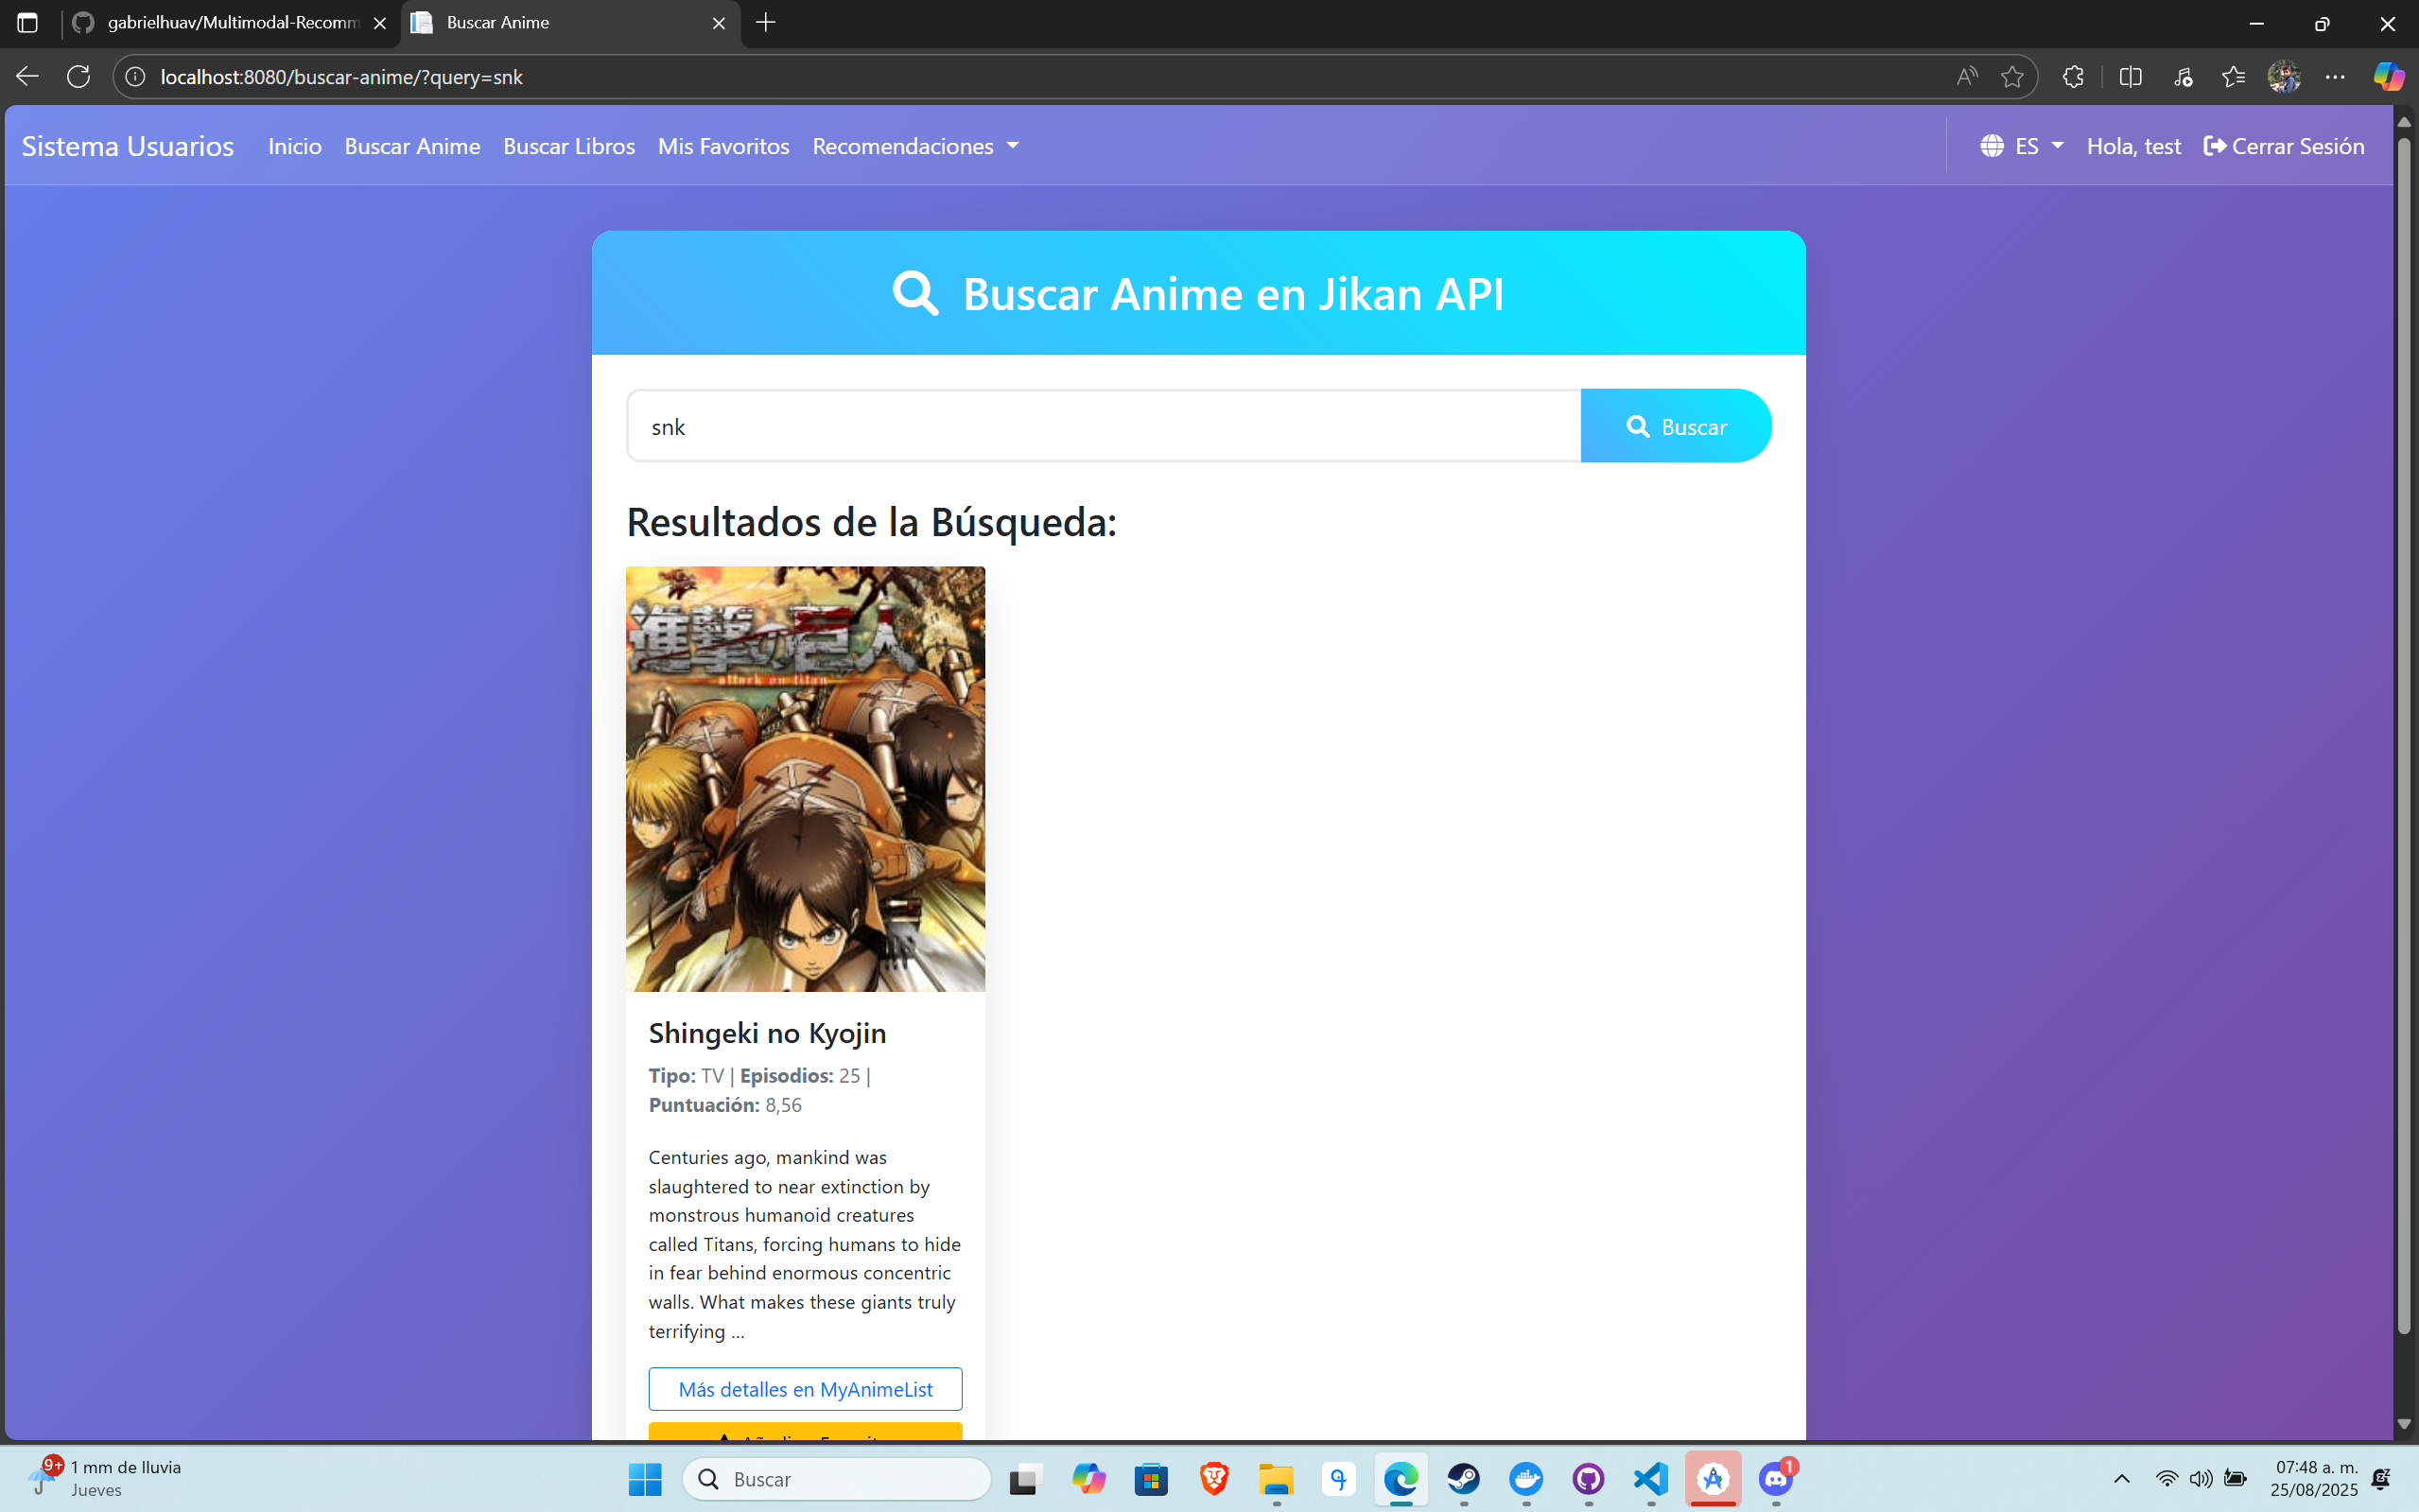 gabrielhuav/Multimodal-Recomm
Buscar Anime
localhost:8080/buscar-anime/?query=snk
Sistema Usuarios
Inicio
Buscar Anime
Buscar Libros
Mis Favoritos
Recomendaciones
ES
Hola, test
Cerrar Sesión
Buscar Anime en Jikan API
snk
Buscar
Resultados de la Búsqueda:
進撃の巨人
attack on titan
Shingeki no Kyojin
Tipo: TV | Episodios: 25 |
Puntuación: 8,56
Centuries ago, mankind was
slaughtered to near extinction by
monstrous humanoid creatures
called Titans, forcing humans to hide
in fear behind enormous concentric
walls. What makes these giants truly
terrifying ...
Más detalles en MyAnimeList
9+
1 mm de lluvia
Jueves
Buscar
1
07:48 a. m.
25/08/2025